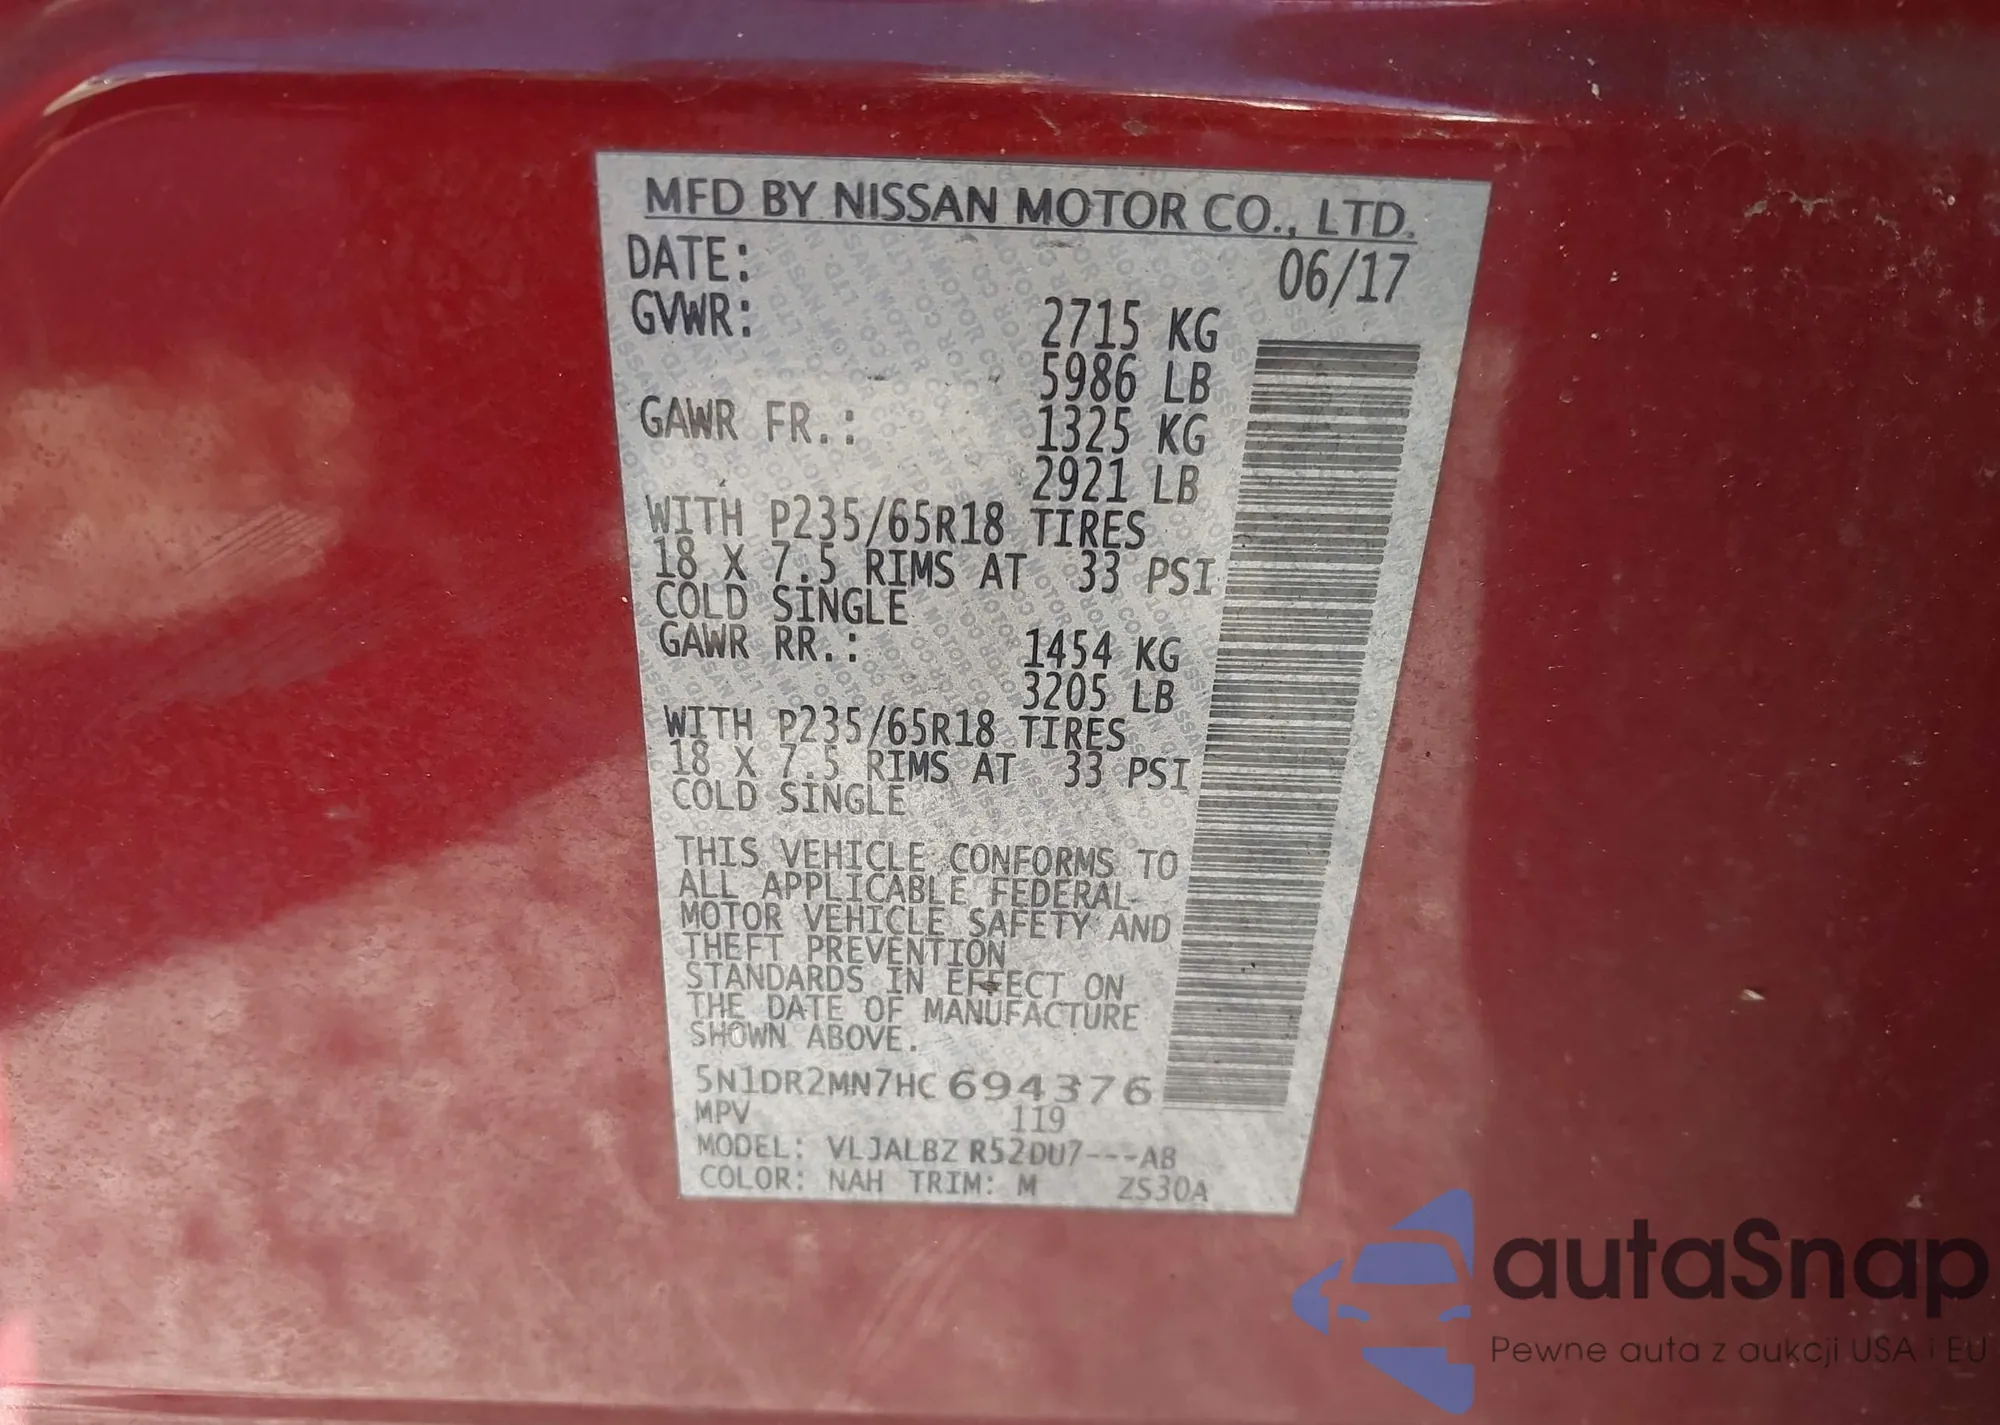 MFD BY NISSAN MOTOR CO., LTD.
DATE: 06/17
GVWR: 2715 KG
5986 LB
GAWR FR.: 1325 KG
2921 LB
WITH P235/65R18 TIRES
18 X 7.5 RIMS AT 33 PSI
COLD SINGLE
GAWR RR.: 1454 KG
3205 LB
WITH P235/65R18 TIRES
18 X 7.5 RIMS AT 33 PSI
COLD SINGLE
THIS VEHICLE CONFORMS TO
ALL APPLICABLE FEDERAL
MOTOR VEHICLE SAFETY AND
THEFT PREVENTION
STANDARDS IN EFFECT ON
THE DATE OF MANUFACTURE
SHOWN ABOVE.
5N1DR2MN7HC694376
MPV 119
MODEL: VLJALBZ R52DU7---AB
COLOR: NAH TRIM: M ZS30A
autaSnap
Pewne auta z aukcji USA i EU